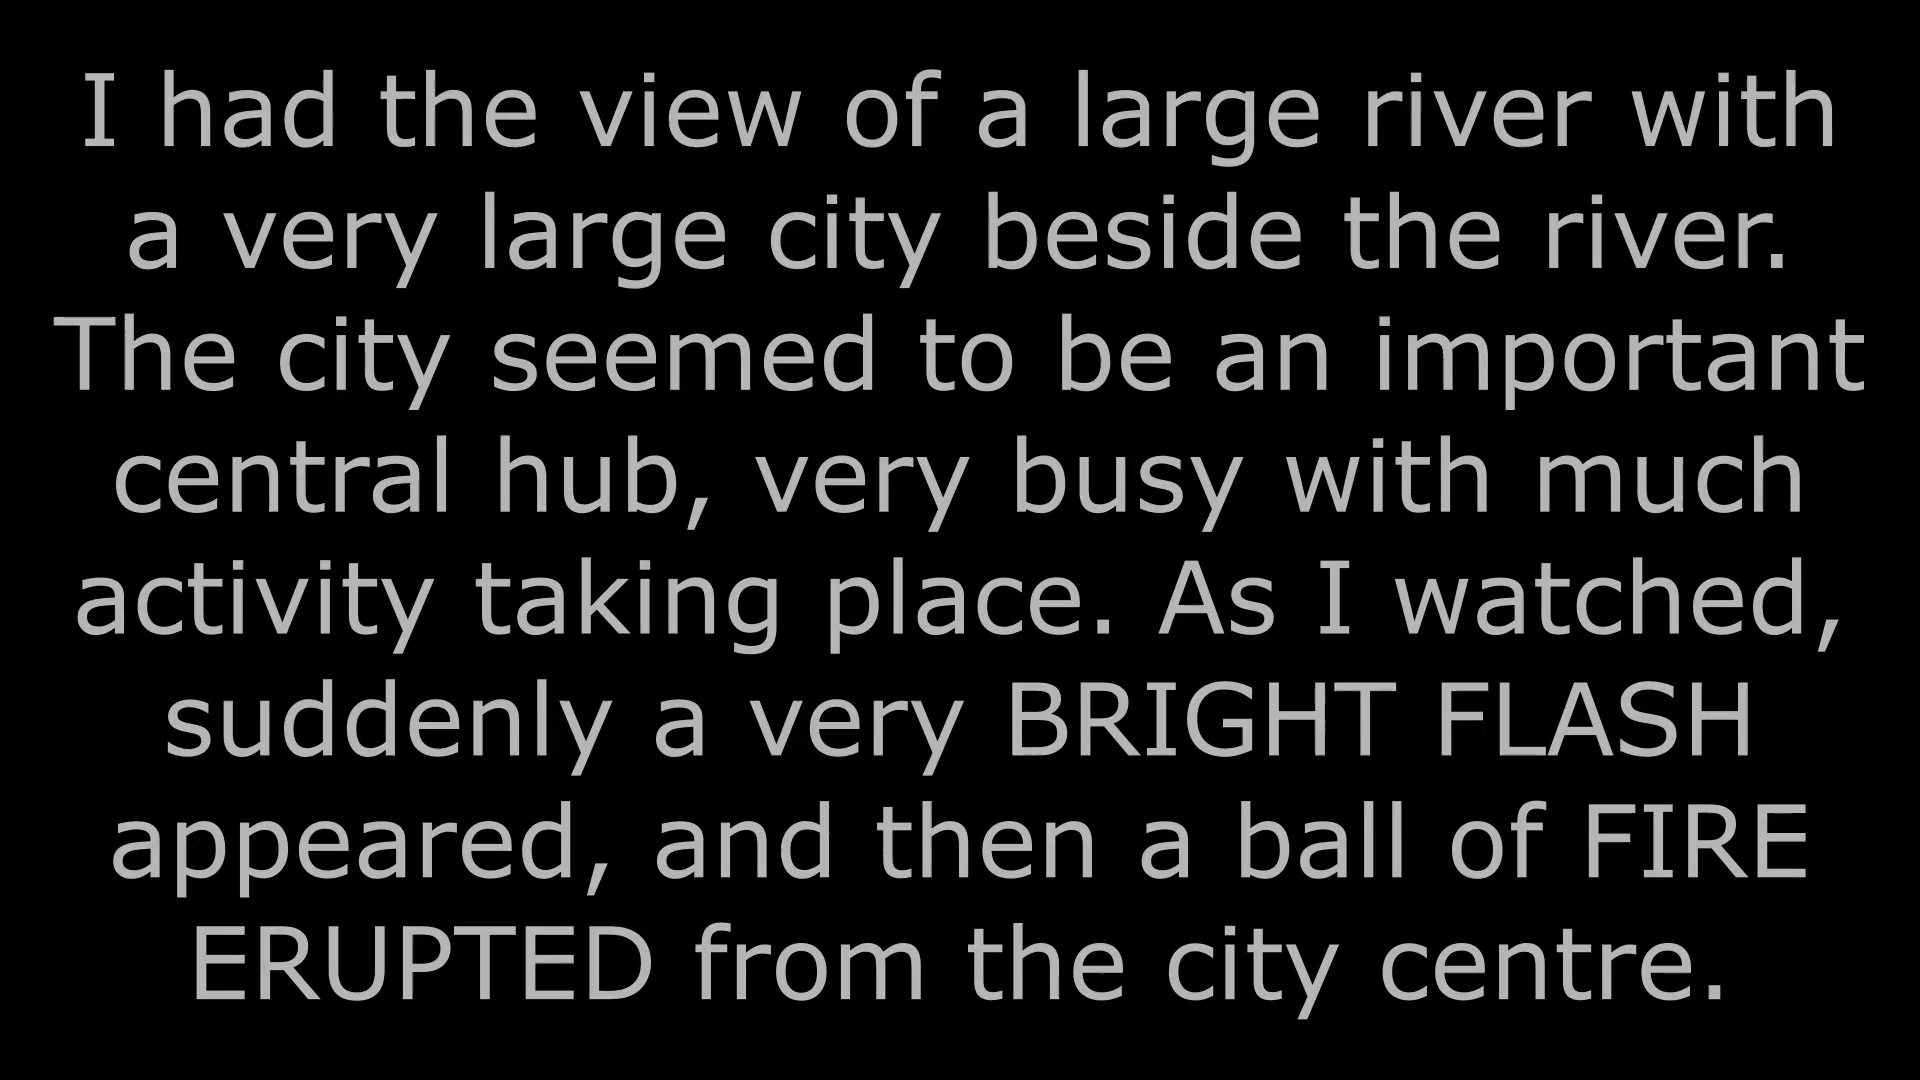 I had the view of a large river with
a very large city beside the river.
The city seemed to be an important
central hub, very busy with much
activity taking place. As I watched,
suddenly a very BRIGHT FLASH
appeared, and then a ball of FIRE
ERUPTED from the city centre.